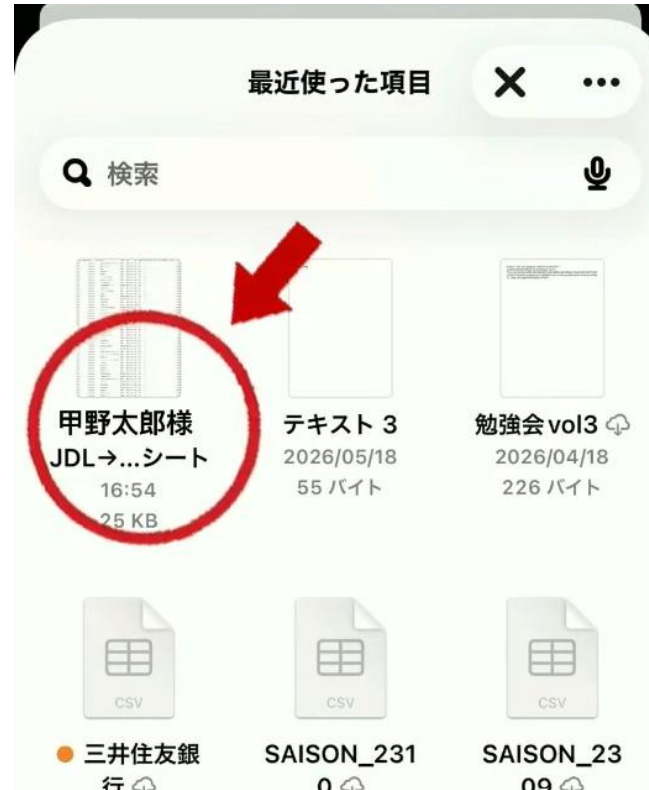 最近使った項目
検索
甲野太郎様
JDL→...シート
16:54
25 KB
テキスト 3
2026/05/18
55 バイト
勉強会vol3
2026/04/18
226 バイト
CSV
三井住友銀
行
CSV
SAISON_231
0
CSV
SAISON_23
09